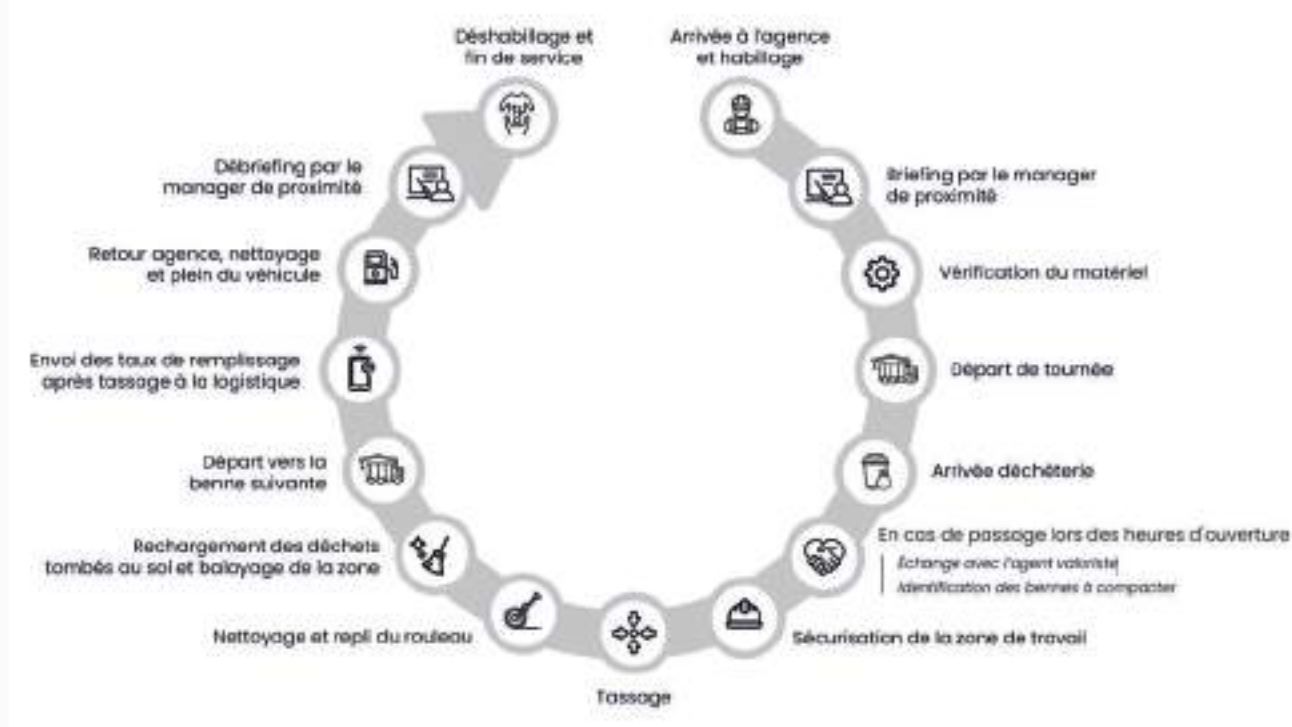 Arrivée à l'agence
et habillage
Briefing par le manager
de proximité
Vérification du matériel
Départ de tournée
Arrivée déchèterie
En cas de passage lors des heures d'ouverture
Échange avec l'agent valoriste
Identification des bennes à compacter
Sécurisation de la zone de travail
Tassage
Nettoyage et repli du rouleau
Rechargement des déchets
tombés au sol et balayage de la zone
Départ vers la
benne suivante
Envoi des taux de remplissage
après tassage à la logistique
Retour agence, nettoyage
et plein du véhicule
Débriefing par le
manager de proximité
Déshabillage et
fin de service